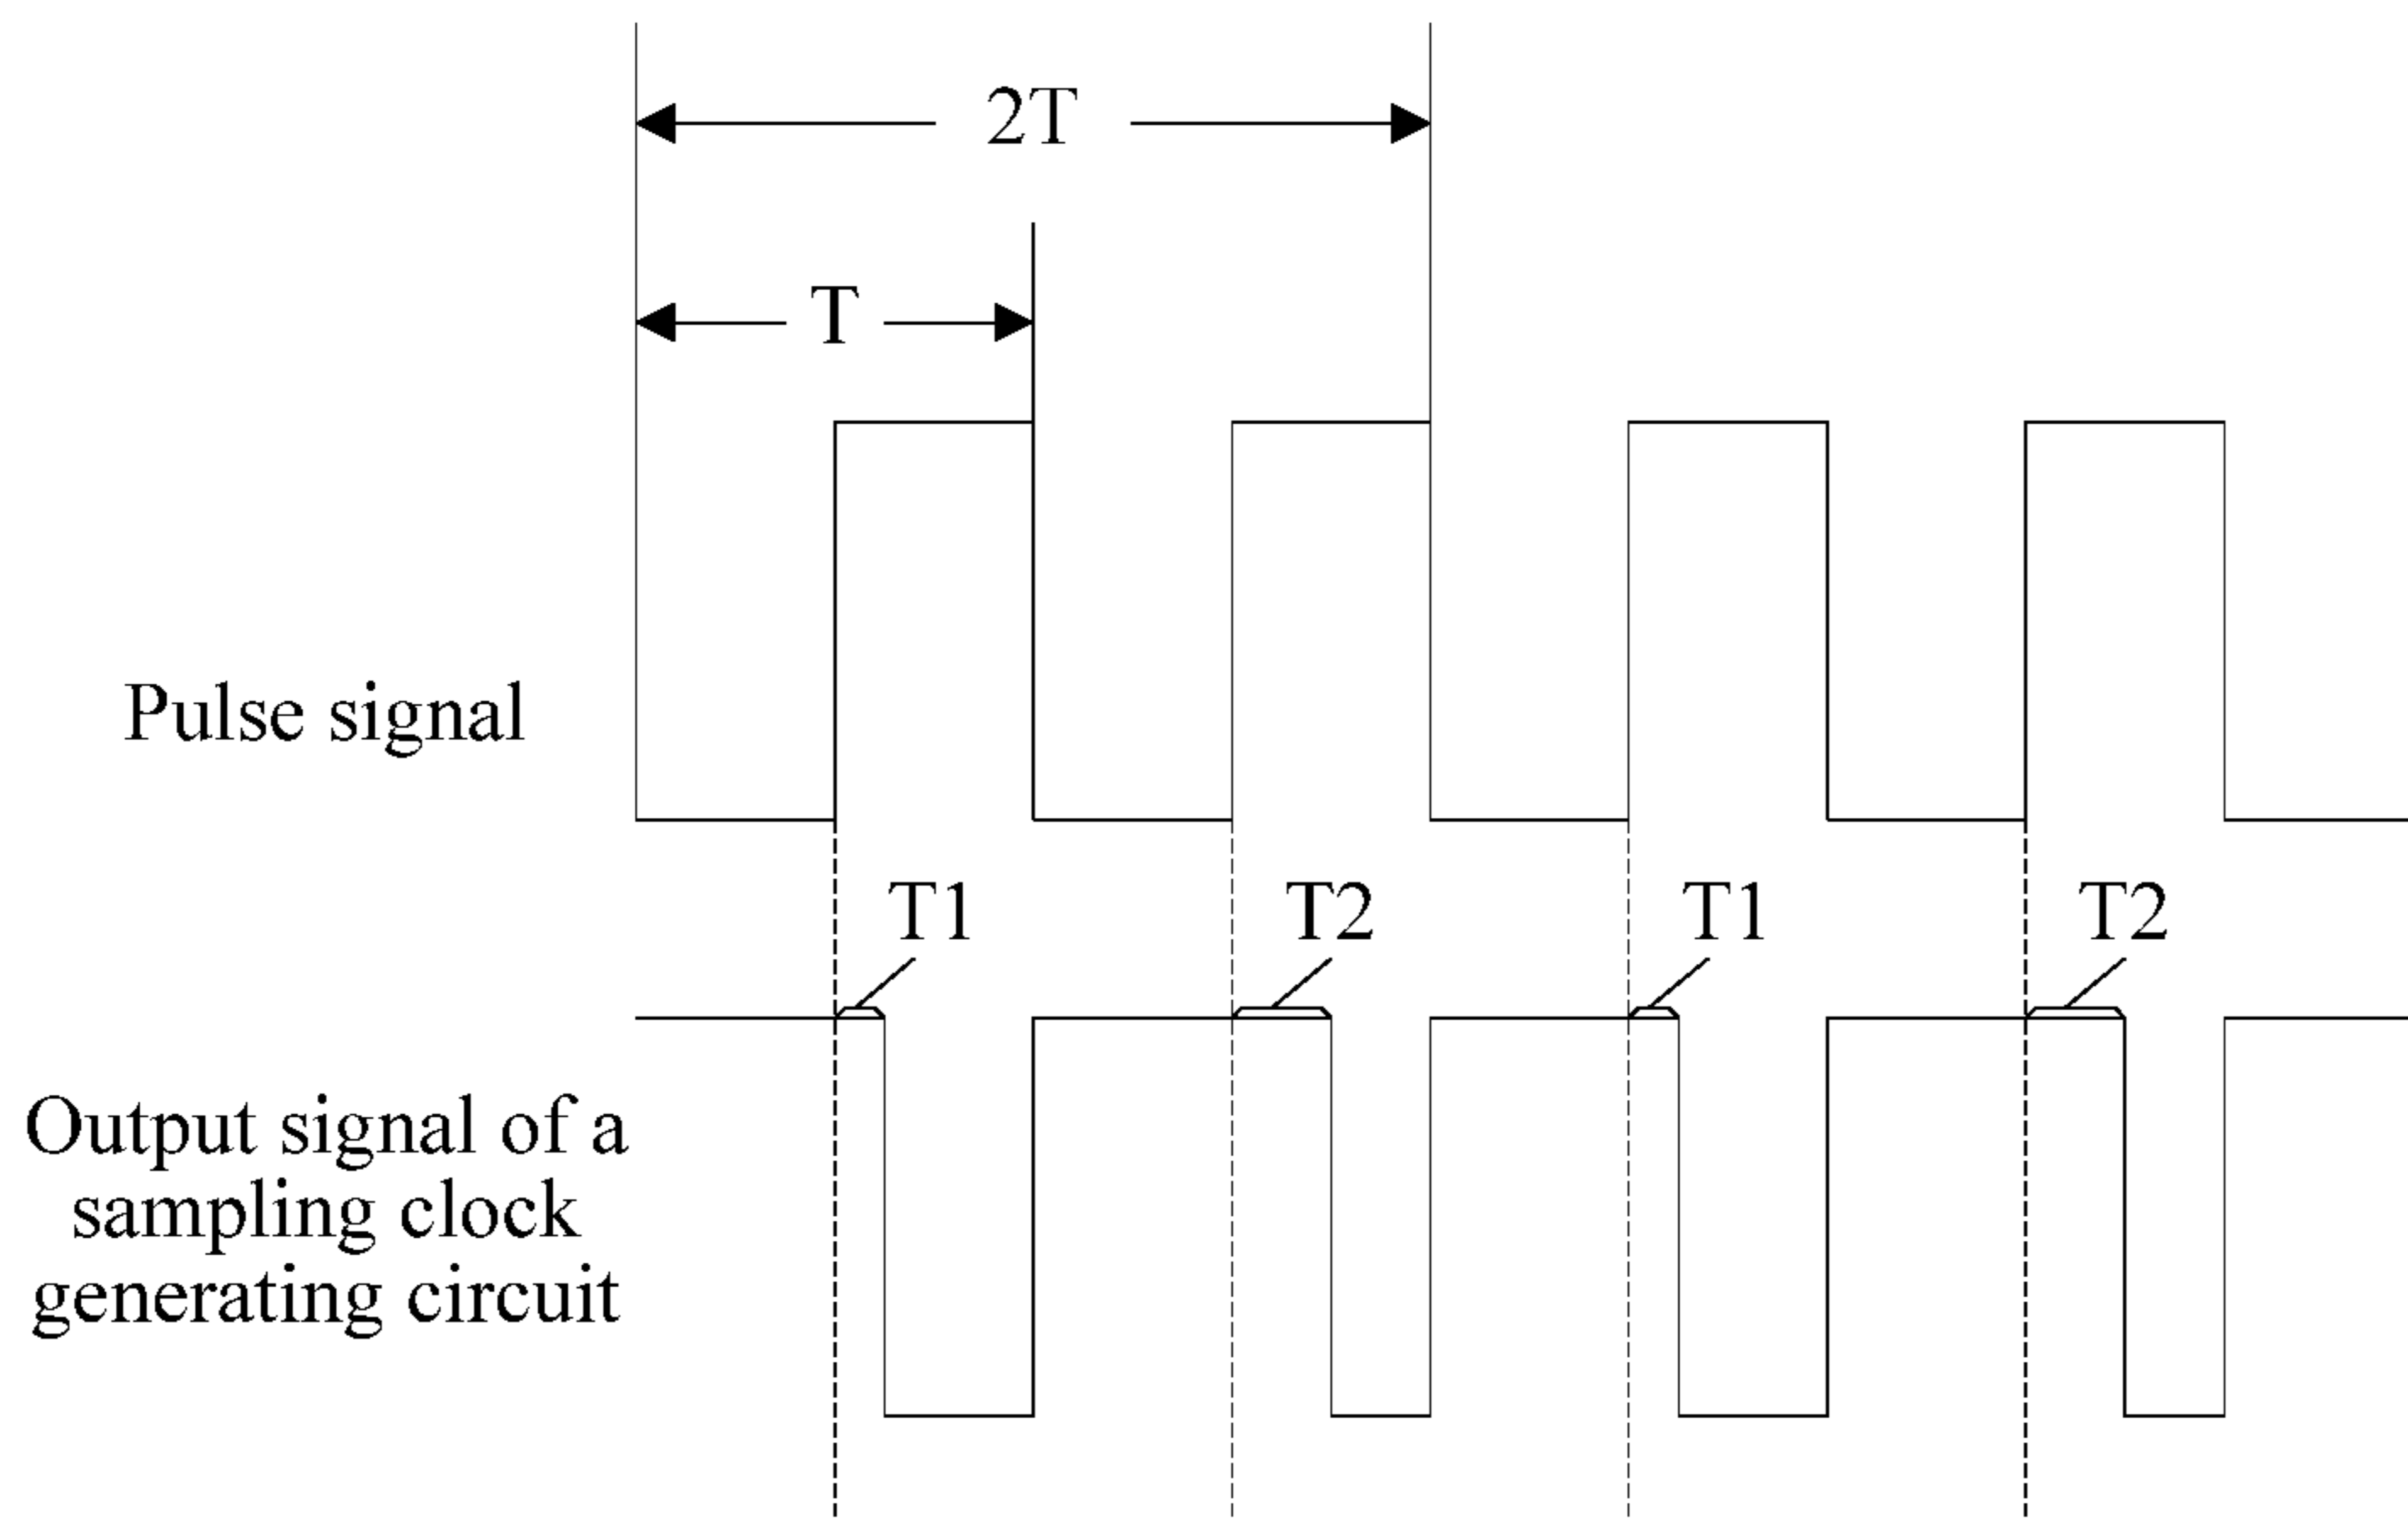 2T
T
Pulse signal
T1
T2
T1
T2
Output signal of a
sampling clock
generating circuit